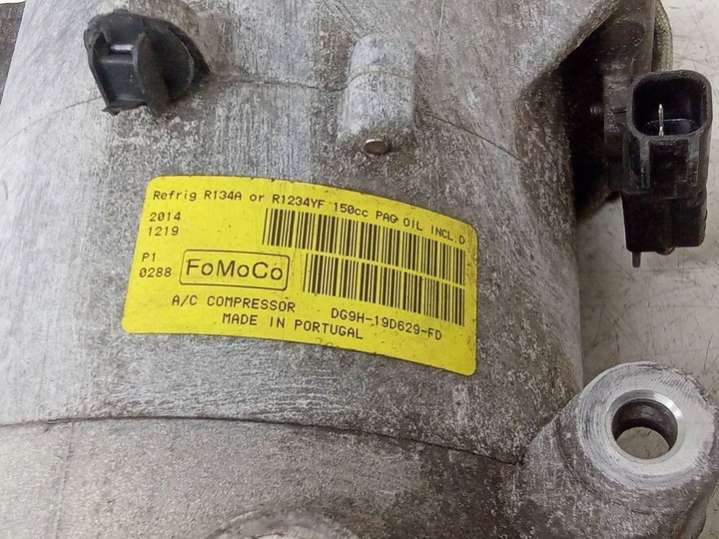 Refrig R134A or R1234YF 150cc PAG OIL INCL.D
2014
1219
P1
0288
FoMoCo
A/C COMPRESSOR DG9H-19D629-FD
MADE IN PORTUGAL